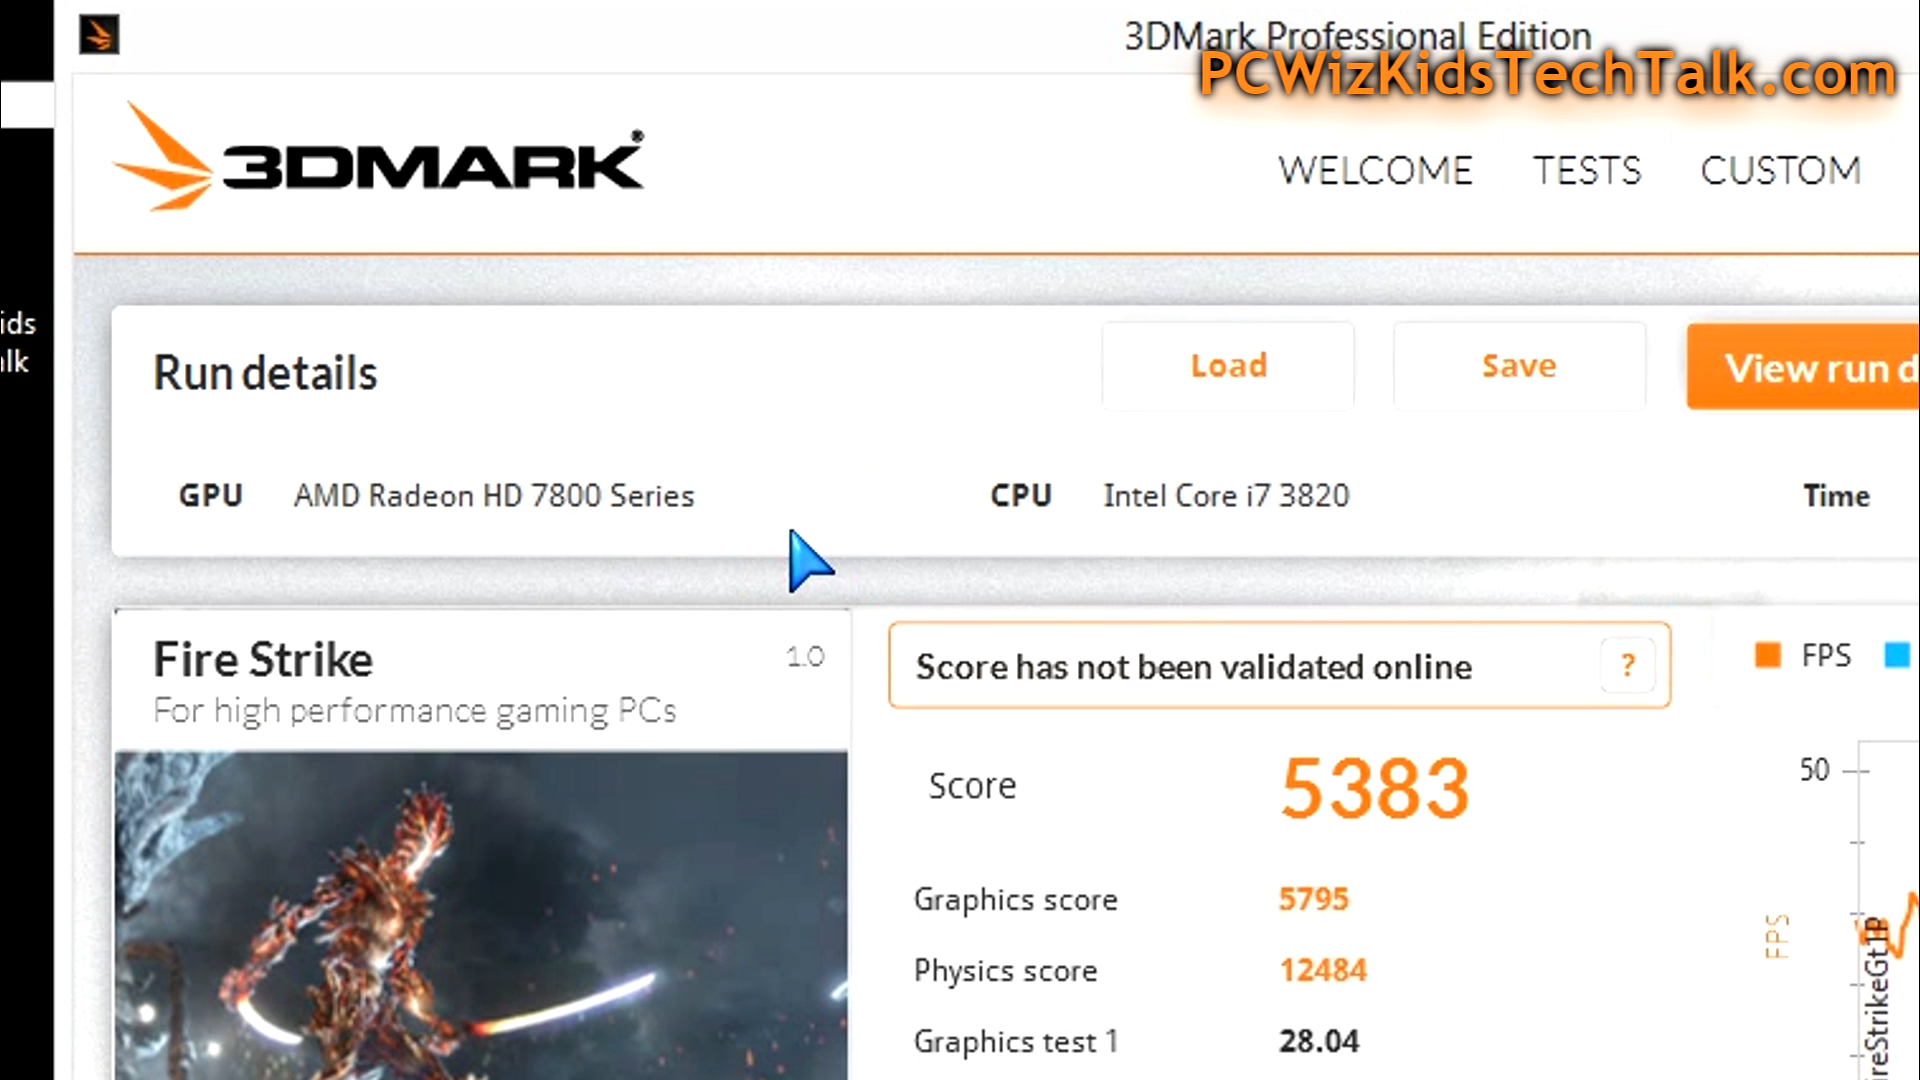 3DMark Professional Edition
PCWizKidsTechTalk.com
3DMARK®
WELCOME TESTS CUSTOM
ids
Run details
Load
Save
View run d
lk
GPU AMD Radeon HD 7800 Series
CPU Intel Core i7 3820
Time
Fire Strike 1.0
For high performance gaming PCs
Score has not been validated online ?
FPS
Score 5383
50
Graphics score 5795
Physics score 12484
Graphics test 1 28.04
FPS
ireStrikeGt1P